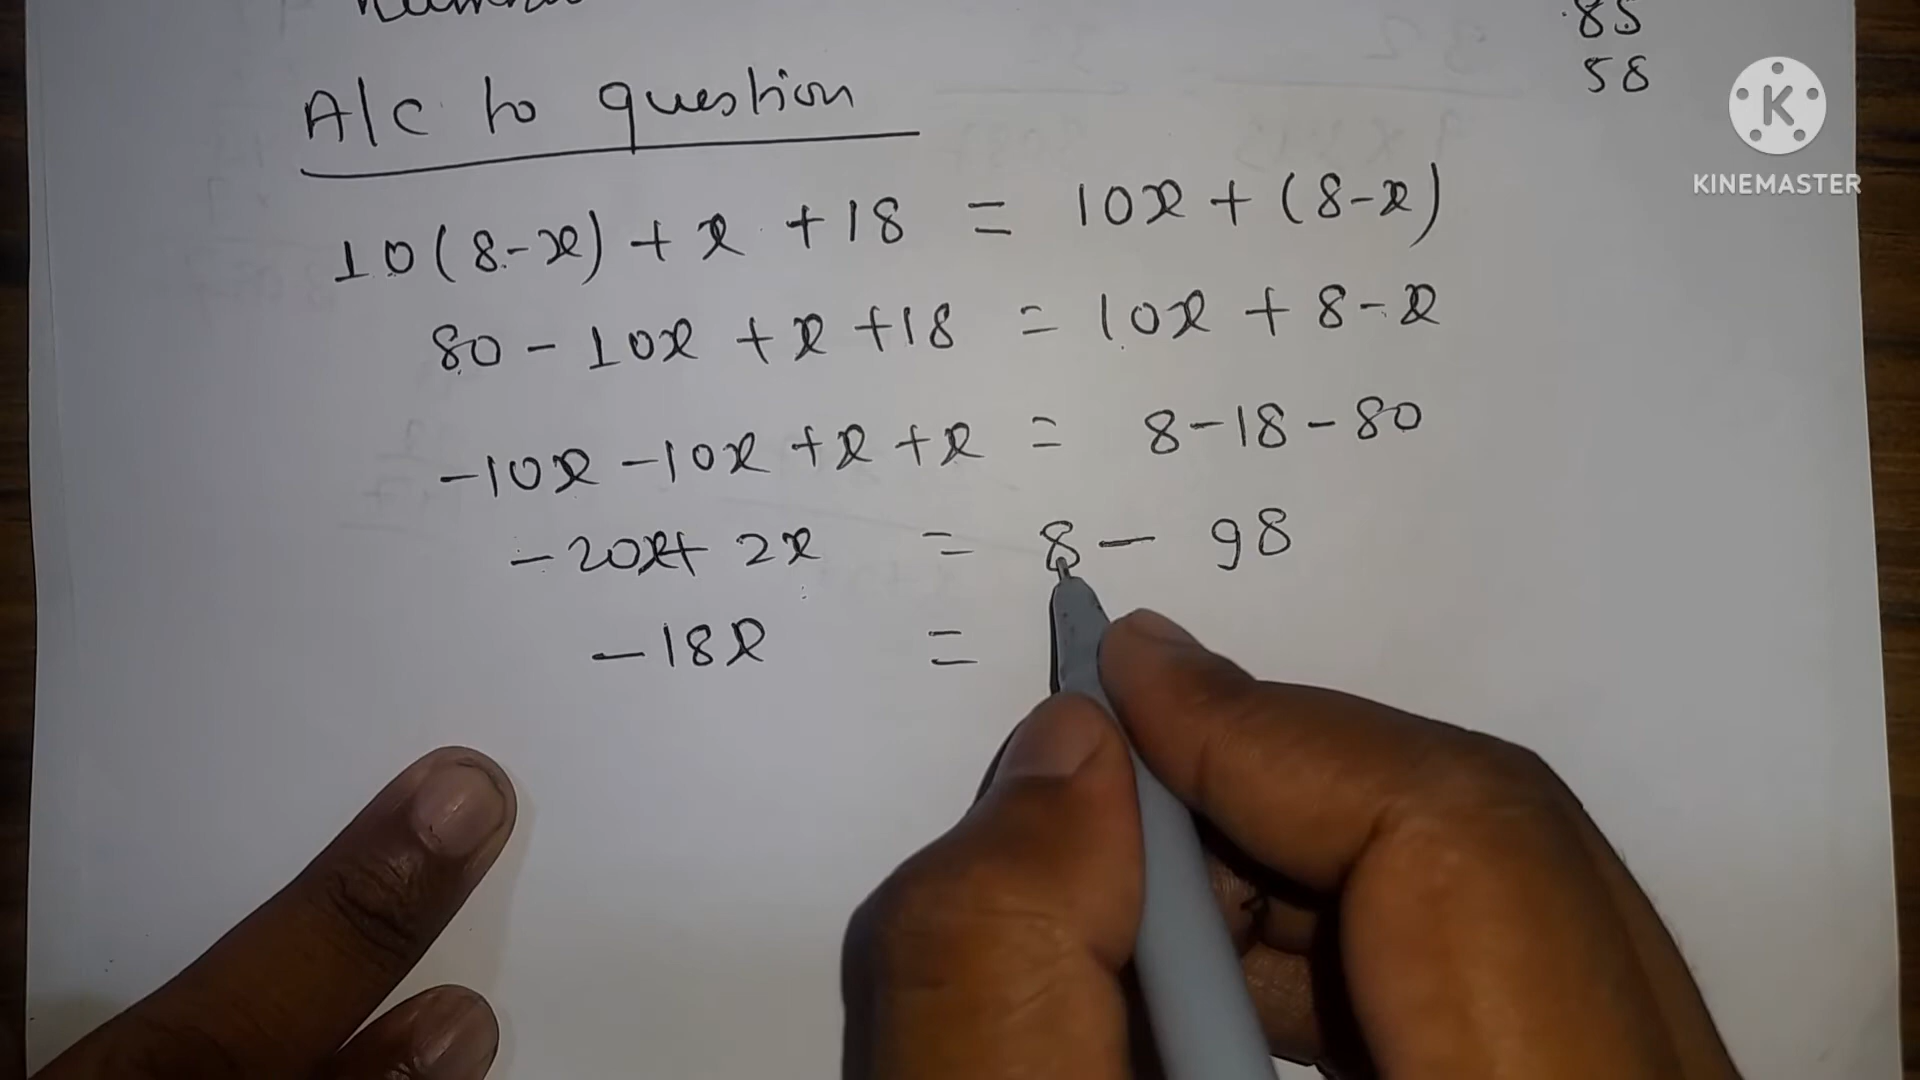 85
58
A/c to question
10(8-x) + x + 18 = 10x + (8-x)
80 - 10x + x + 18 = 10x + 8 - x
-10x - 10x + x + x = 8 - 18 - 80
-20x + 2x = 8 - 98
-18x =
K
KINEMASTER